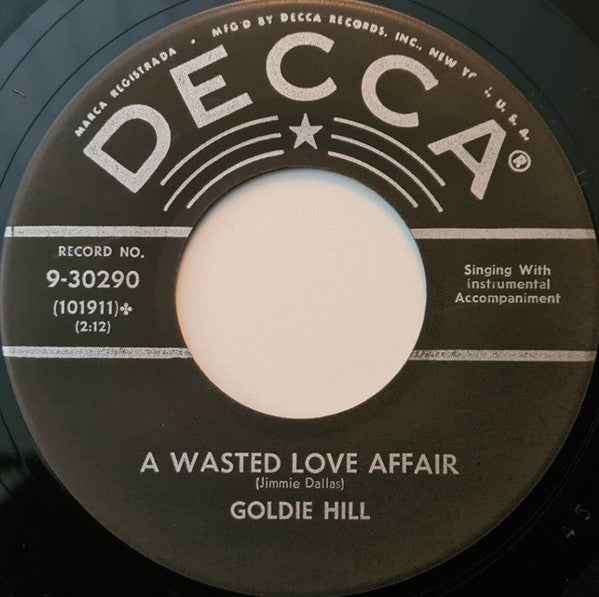 MARCA REGISTRADA • MFG'D BY DECCA RECORDS, INC., NEW U. S. A.
DECCA®
RECORD NO.
9-30290
(101911)✤
(2:12)
Singing With
Instrumental
Accompaniment
A WASTED LOVE AFFAIR
(Jimmie Dallas)
GOLDIE HILL
45